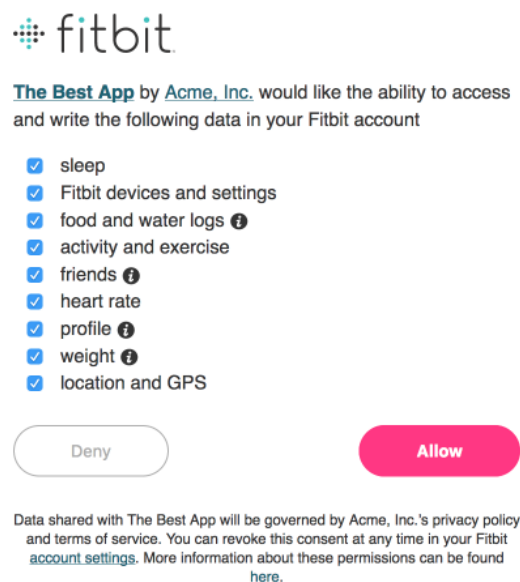 fitbit
The Best App by Acme, Inc. would like the ability to access
and write the following data in your Fitbit account
sleep
Fitbit devices and settings
food and water logs i
activity and exercise
friends i
heart rate
profile i
weight i
location and GPS
Deny
Allow
Data shared with The Best App will be governed by Acme, Inc.'s privacy policy
and terms of service. You can revoke this consent at any time in your Fitbit
account settings. More information about these permissions can be found
here.